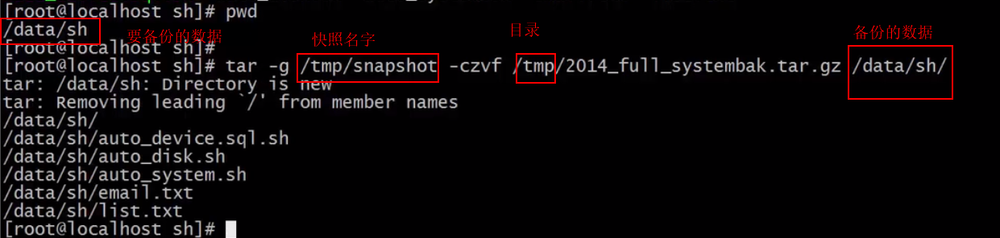 [root@localhost sh]# pwd
/data/sh
要备份的数据
快照名字
目录
备份的数据
[root@localhost sh]#
[root@localhost sh]# tar -g /tmp/snapshot -czvf /tmp/2014_full_systembak.tar.gz /data/sh/
tar: /data/sh: Directory is new
tar: Removing leading `/' from member names
/data/sh/
/data/sh/auto_device.sql.sh
/data/sh/auto_disk.sh
/data/sh/auto_system.sh
/data/sh/email.txt
/data/sh/list.txt
[root@localhost sh]#